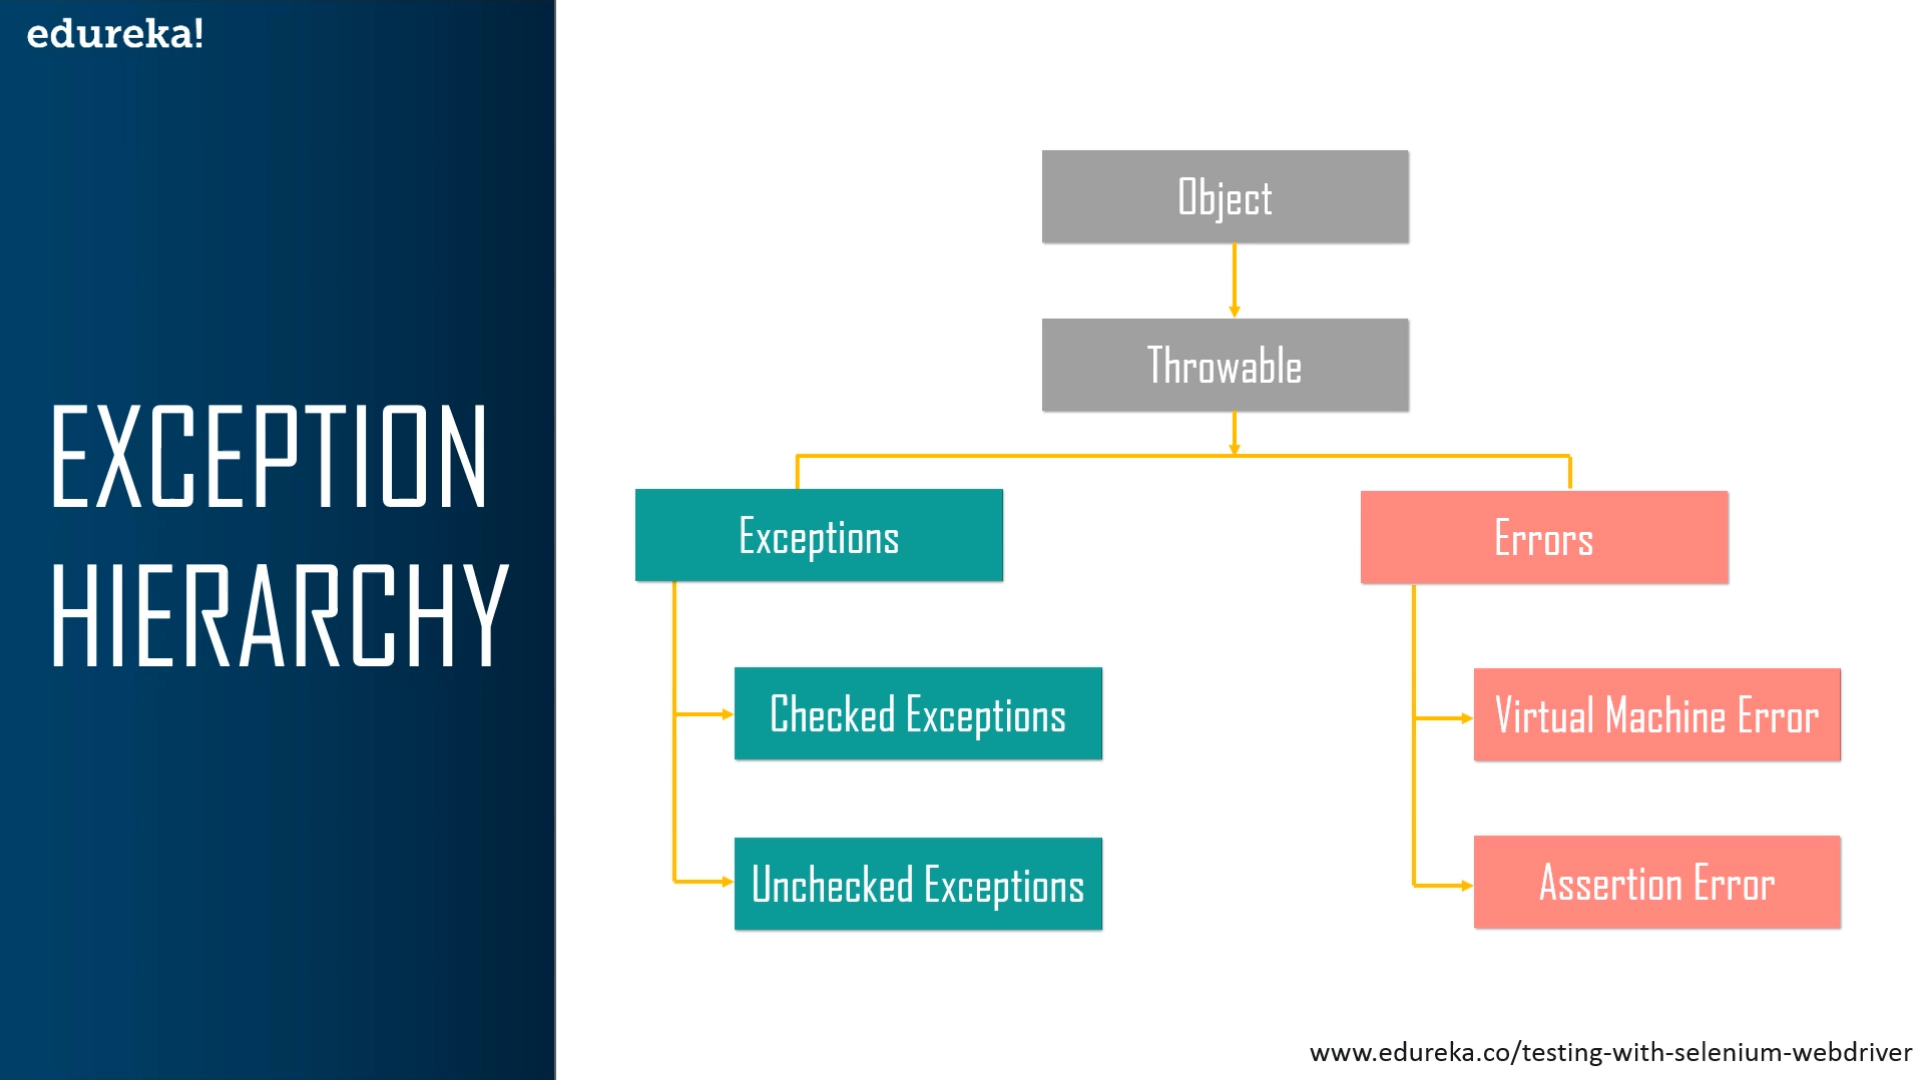 edureka!
EXCEPTION
HIERARCHY
Object
Throwable
Exceptions
Errors
Checked Exceptions
Virtual Machine Error
Unchecked Exceptions
Assertion Error
www.edureka.co/testing-with-selenium-webdriver